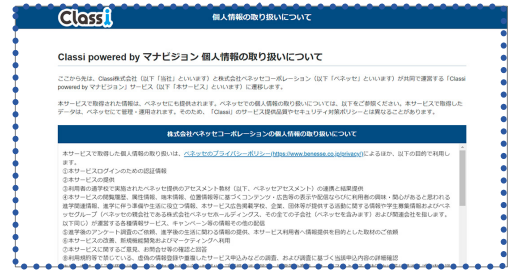 Classi
個人情報の取り扱いについて
Classi powered by マナビジョン 個人情報の取り扱いについて
ここから先は、Classi株式会社（以下「当社」といいます）と株式会社ベネッセコーポレーション（以下「ベネッセ」といいます）が共同で運営する「Classi
powered by マナビジョン」サービス（以下「本サービス」といいます）に遷移します。
本サービスで取得された情報は、ベネッセにも提供されます。ベネッセでの個人情報の取り扱いについては、以下をご参照ください。本サービスで取得した
データは、ベネッセにて管理・運用されます。そのため、「Classi」のサービス提供品質やセキュリティ対策ポリシーとは異なることがあります。
株式会社ベネッセコーポレーションの個人情報の取り扱いについて
本サービスで取得した個人情報の取り扱いは、ベネッセのプライバシーポリシー(https://www.benesse.co.jp/privacy/)によるほか、以下の目的で利用し
ます。
①本サービスログインのための認証情報
②本サービスの提供
③利用者の通学校で実施されたベネッセ提供のアセスメント教材（以下、ベネッセアセスメント）の連携と結果提供
④本サービスの閲覧履歴、属性情報、端末情報、位置情報等に基づくコンテンツ・広告等の表示や配信ならびに利用者の興味・関心があると思われる
進学関連情報、進学に伴う準備や生活に役立つ情報、本サービス広告掲載学校、企業、団体等が提供する活動に関する情報や学生募集情報およびベネ
ッセグループ（ベネッセの親会社である株式会社ベネッセホールディングス、その全ての子会社（ベネッセを含みます）および関連会社を指します。
以下同じ）が運営する各種情報サービス、キャンペーン等の情報その他の配信
⑤進学後のアンケート調査のご依頼、進学後の生活に関わる情報の提供、本サービス利用者へ情報提供を目的とした取材のご依頼
⑥本サービスの改善、新規機能開発およびマーケティングへ利用
⑦本サービスに関するご意見、お問合せ等の確認と回答
⑧利用規約等で禁じている、虚偽の情報登録や重複したサービス申込みなどの調査、および調査に基づく当該申込内容の詳細確認